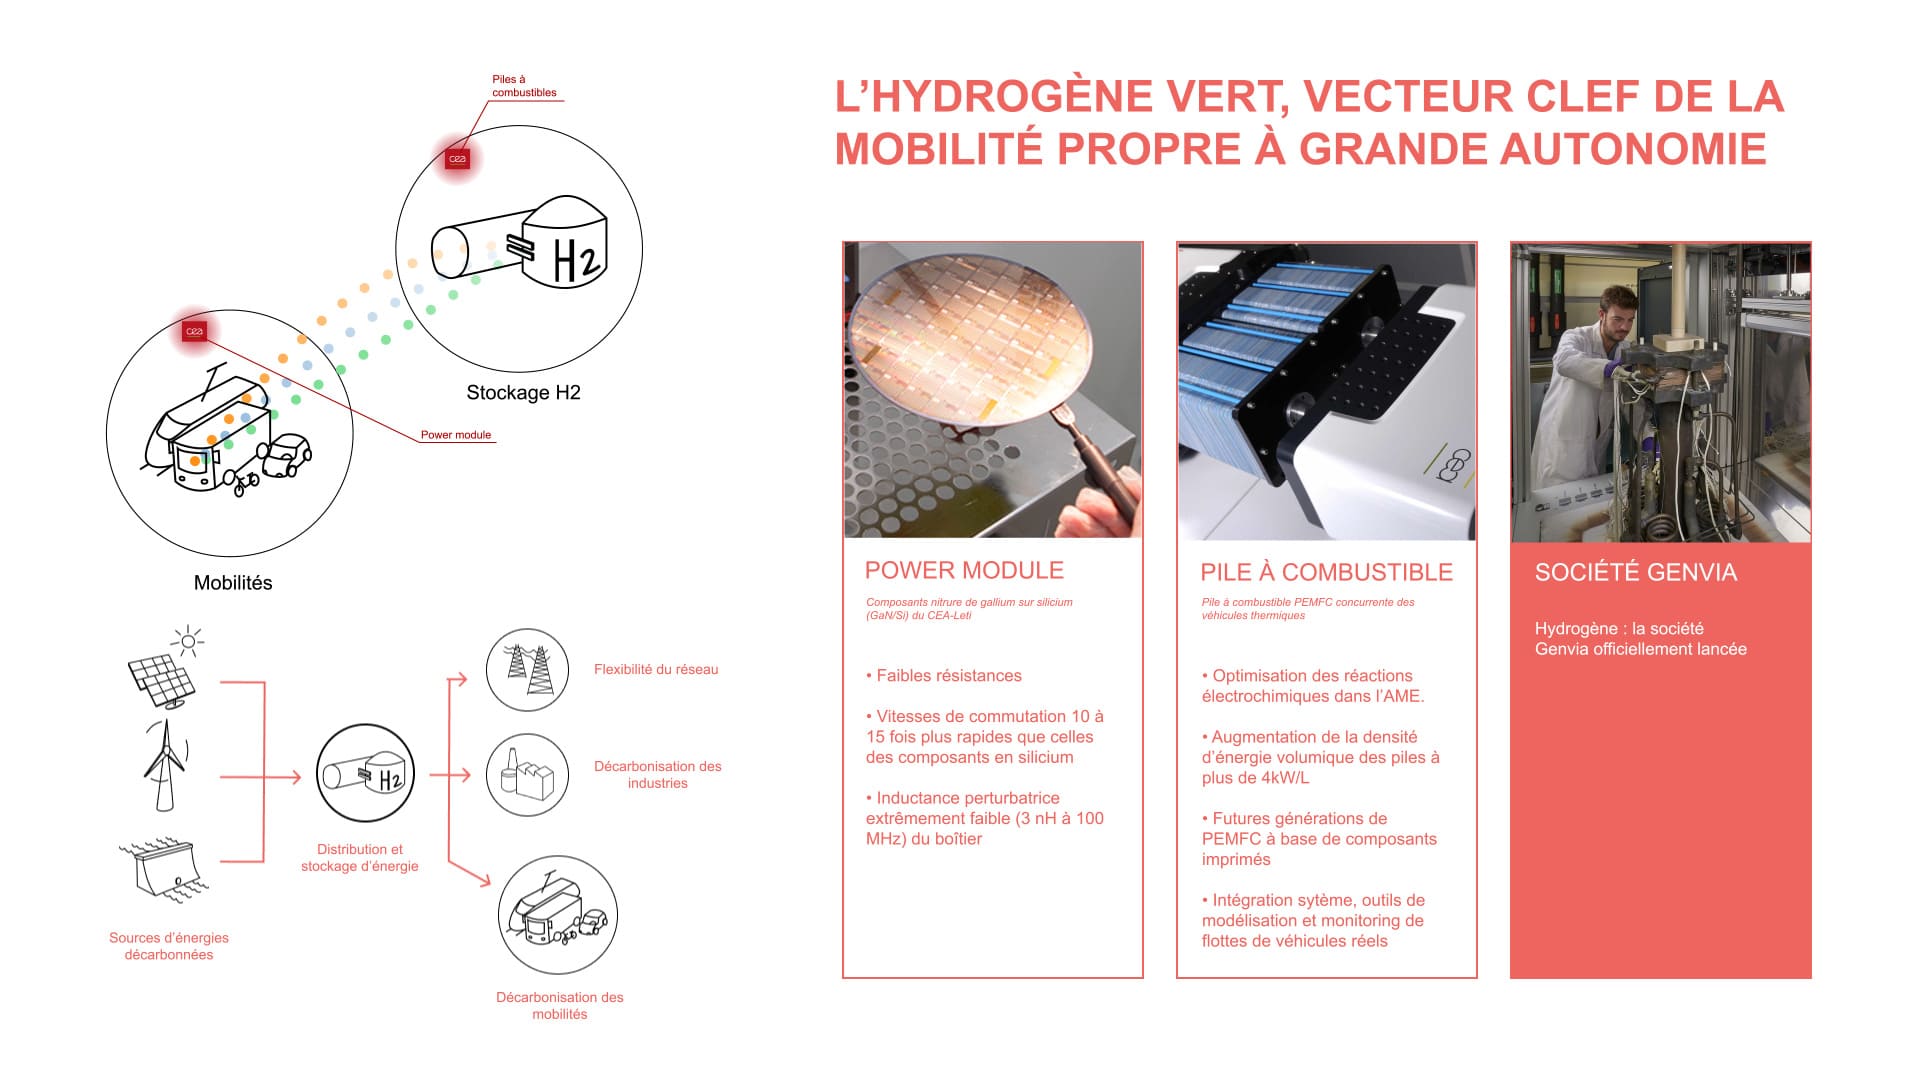 Piles à
combustibles
cea
H2
Stockage H2
cea
Power module
Mobilités
L’HYDROGÈNE VERT, VECTEUR CLEF DE LA
MOBILITÉ PROPRE À GRANDE AUTONOMIE
Flexibilité du réseau
H2
Décarbonisation des
industries
Distribution et
stockage d’énergie
Sources d’énergies
décarbonnées
Décarbonisation des
mobilités
POWER MODULE
Composants nitrure de gallium sur silicium
(GaN/Si) du CEA-Leti
• Faibles résistances
• Vitesses de commutation 10 à
15 fois plus rapides que celles
des composants en silicium
• Inductance perturbatrice
extrêmement faible (3 nH à 100
MHz) du boîtier
cea
PILE À COMBUSTIBLE
Pile à combustible PEMFC concurrente des
véhicules thermiques
• Optimisation des réactions
électrochimiques dans l’AME.
• Augmentation de la densité
d’énergie volumique des piles à
plus de 4kW/L
• Futures générations de
PEMFC à base de composants
imprimés
• Intégration sytème, outils de
modélisation et monitoring de
flottes de véhicules réels
SOCIÉTÉ GENVIA
Hydrogène : la société
Genvia officiellement lancée